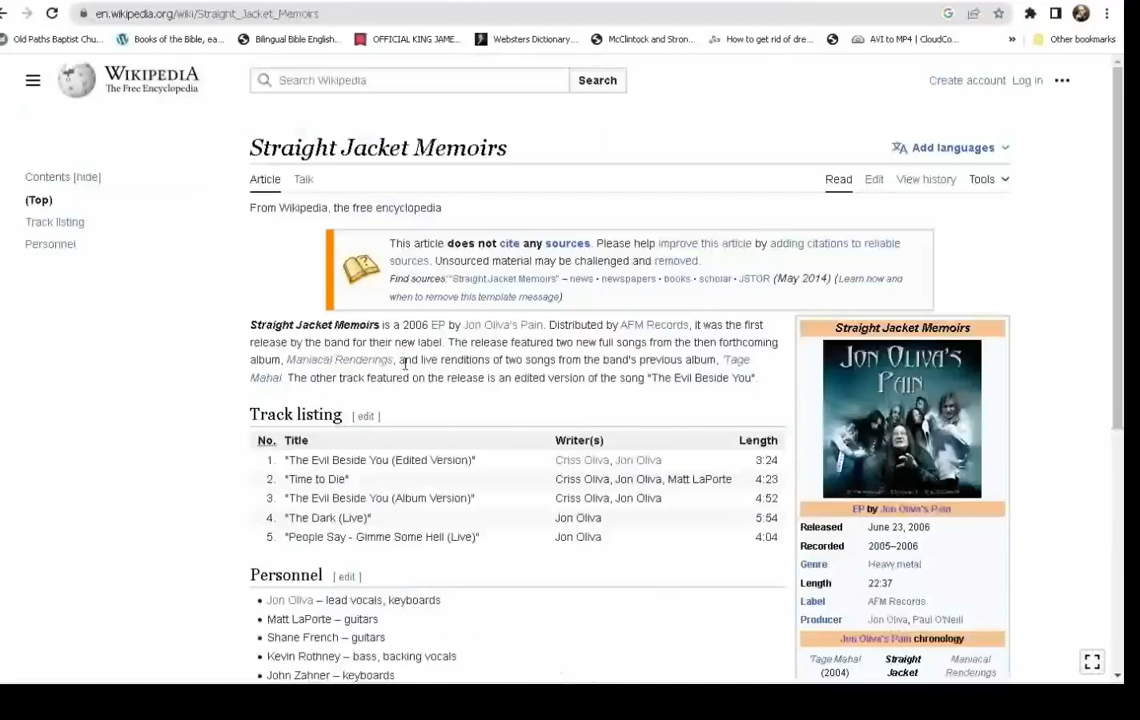 en.wikipedia.org/wiki/Straight_Jacket_Memoirs
Old Paths Baptist Chu... Books of the Bible, ea... Bilingual Bible English... OFFICIAL KING JAME... Websters Dictionary... McClintock and Stron... How to get rid of dre... AVI to MP4 | CloudCo... » Other bookmarks
WIKIPEDIA
The Free Encyclopedia
Search Wikipedia
Search
Create account Log in
Straight Jacket Memoirs
Add languages
Contents [hide]
(Top)
Track listing
Personnel
Article Talk
Read Edit View history Tools
From Wikipedia, the free encyclopedia
This article does not cite any sources. Please help improve this article by adding citations to reliable
sources. Unsourced material may be challenged and removed.
Find sources: "Straight Jacket Memoirs" – news · newspapers · books · scholar · JSTOR (May 2014) (Learn how and
when to remove this template message)
Straight Jacket Memoirs is a 2006 EP by Jon Oliva's Pain. Distributed by AFM Records, it was the first
release by the band for their new label. The release featured two new full songs from the then forthcoming
album, Maniacal Renderings, and live renditions of two songs from the band's previous album, 'Tage
Mahal. The other track featured on the release is an edited version of the song "The Evil Beside You".
Track listing [ edit ]
No. Title Writer(s) Length
1. "The Evil Beside You (Edited Version)" Criss Oliva, Jon Oliva 3:24
2. "Time to Die" Criss Oliva, Jon Oliva, Matt LaPorte 4:23
3. "The Evil Beside You (Album Version)" Criss Oliva, Jon Oliva 4:52
4. "The Dark (Live)" Jon Oliva 5:54
5. "People Say - Gimme Some Hell (Live)" Jon Oliva 4:04
Personnel [ edit ]
• Jon Oliva – lead vocals, keyboards
• Matt LaPorte – guitars
• Shane French – guitars
• Kevin Rothney – bass, backing vocals
• John Zahner – keyboards
Straight Jacket Memoirs
JON OLIVA'S
PAIN
EP by Jon Oliva's Pain
Released June 23, 2006
Recorded 2005–2006
Genre Heavy metal
Length 22:37
Label AFM Records
Producer Jon Oliva, Paul O'Neill
Jon Oliva's Pain chronology
'Tage Mahal Straight Maniacal
(2004) Jacket Renderings